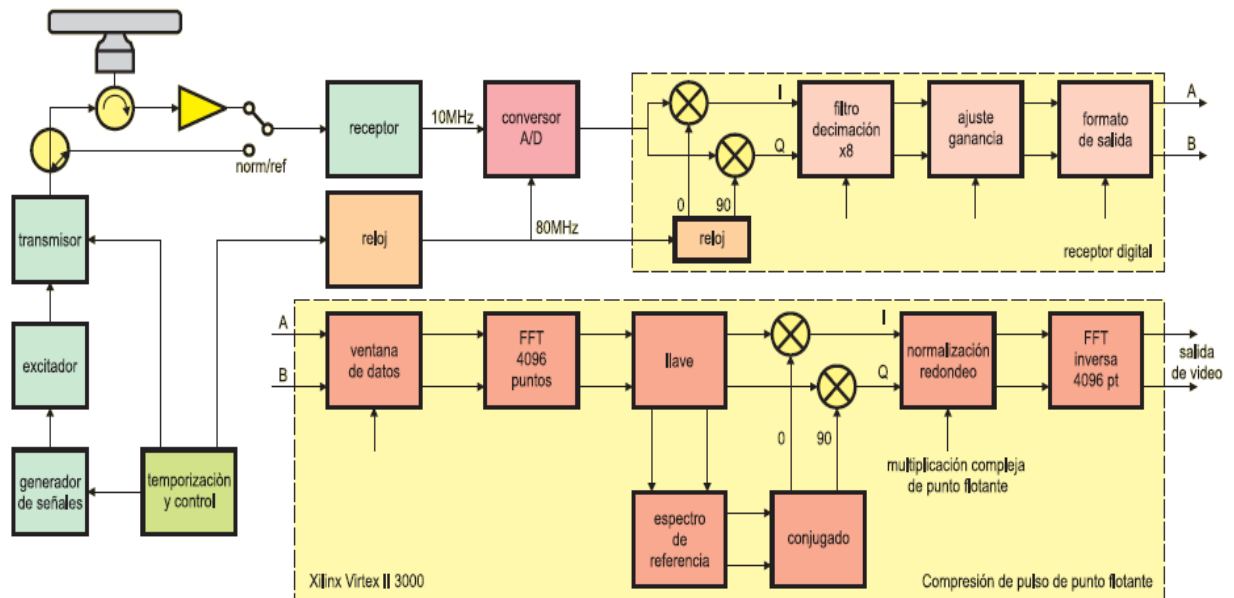 norm/ref
receptor
10MHz
conversor
A/D
I
Q
filtro
decimación
x8
ajuste
ganancia
formato
de salida
A
B
transmisor
reloj
80MHz
0
90
reloj
receptor digital
excitador
generador
de señales
temporizaciòn
y control
A
B
ventana
de datos
FFT
4096
puntos
llave
I
Q
0
90
normalización
redondeo
FFT
inversa
4096 pt
salida
de video
multiplicación compleja
de punto flotante
espectro
de
referencia
conjugado
Xilinx Virtex II 3000
Compresión de pulso de punto flotante